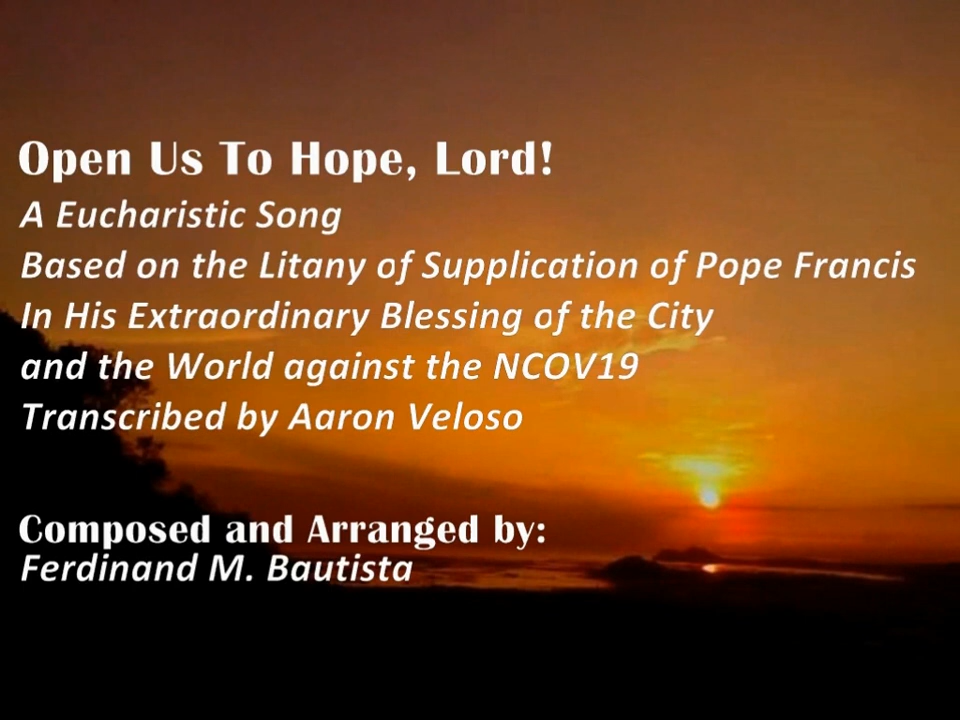 Open Us To Hope, Lord!
A Eucharistic Song
Based on the Litany of Supplication of Pope Francis
In His Extraordinary Blessing of the City
and the World against the NCOV19
Transcribed by Aaron Veloso
Composed and Arranged by:
Ferdinand M. Bautista